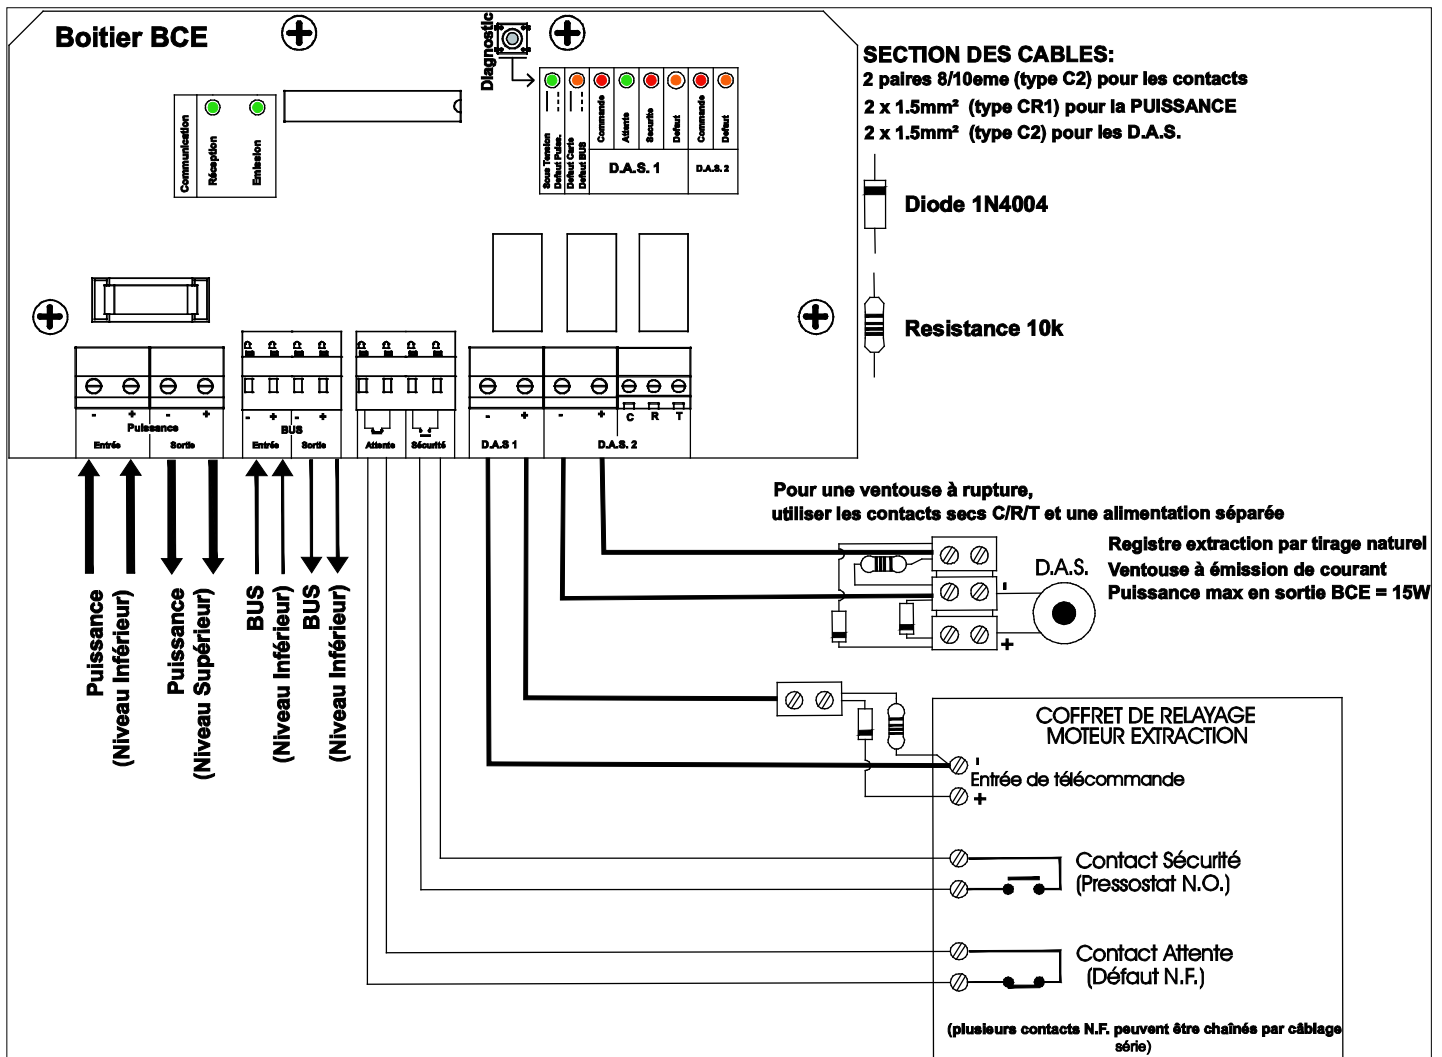 Boitier BCE
Diagnostic
SECTION DES CABLES:
2 paires 8/10eme (type C2) pour les contacts
2 x 1.5mm² (type CR1) pour la PUISSANCE
2 x 1.5mm² (type C2) pour les D.A.S.
Communication
Réception
Emission
Sous Tension
Defaut Puiss.
Defaut Carte
Defaut BUS
Commande
Attente
Securite
Defaut
Commande
Defaut
D.A.S. 1
D.A.S. 2
Diode 1N4004
Resistance 10k
- + - +
Puissance
Entrée Sortie
- + - +
BUS
Entrée Sortie
Attente Sécurité
- +
D.A.S 1
- +
C R T
D.A.S. 2
Puissance
(Niveau Inférieur)
Puissance
(Niveau Supérieur)
BUS
(Niveau Inférieur)
BUS
(Niveau Inférieur)
Pour une ventouse à rupture,
utiliser les contacts secs C/R/T et une alimentation séparée
Registre extraction par tirage naturel
D.A.S.
Ventouse à émission de courant
Puissance max en sortie BCE = 15W
-
+
COFFRET DE RELAYAGE
MOTEUR EXTRACTION
-
Entrée de télécommande
+
Contact Sécurité
(Pressostat N.O.)
Contact Attente
(Défaut N.F.)
(plusieurs contacts N.F. peuvent être chaînés par câblage
série)